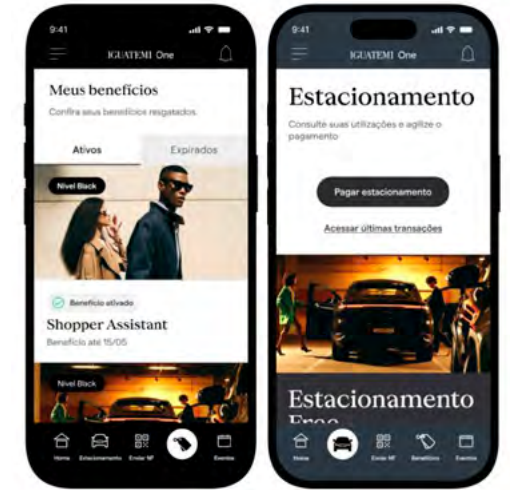 9:41
IGUATEMI One
Meus benefícios
Confira seus benefícios resgatados.
Ativos
Expirados
Nível Black
Benefício ativado
Shopper Assistant
Benefício até 15/05
Nível Black
Home
Estacionamento
Enviar NF
Eventos
9:41
IGUATEMI One
Estacionamento
Consulte suas utilizações e agilize o
pagamento
Pagar estacionamento
Acessar últimas transações
Estacionamento
Free
Home
Enviar NF
Benefícios
Eventos